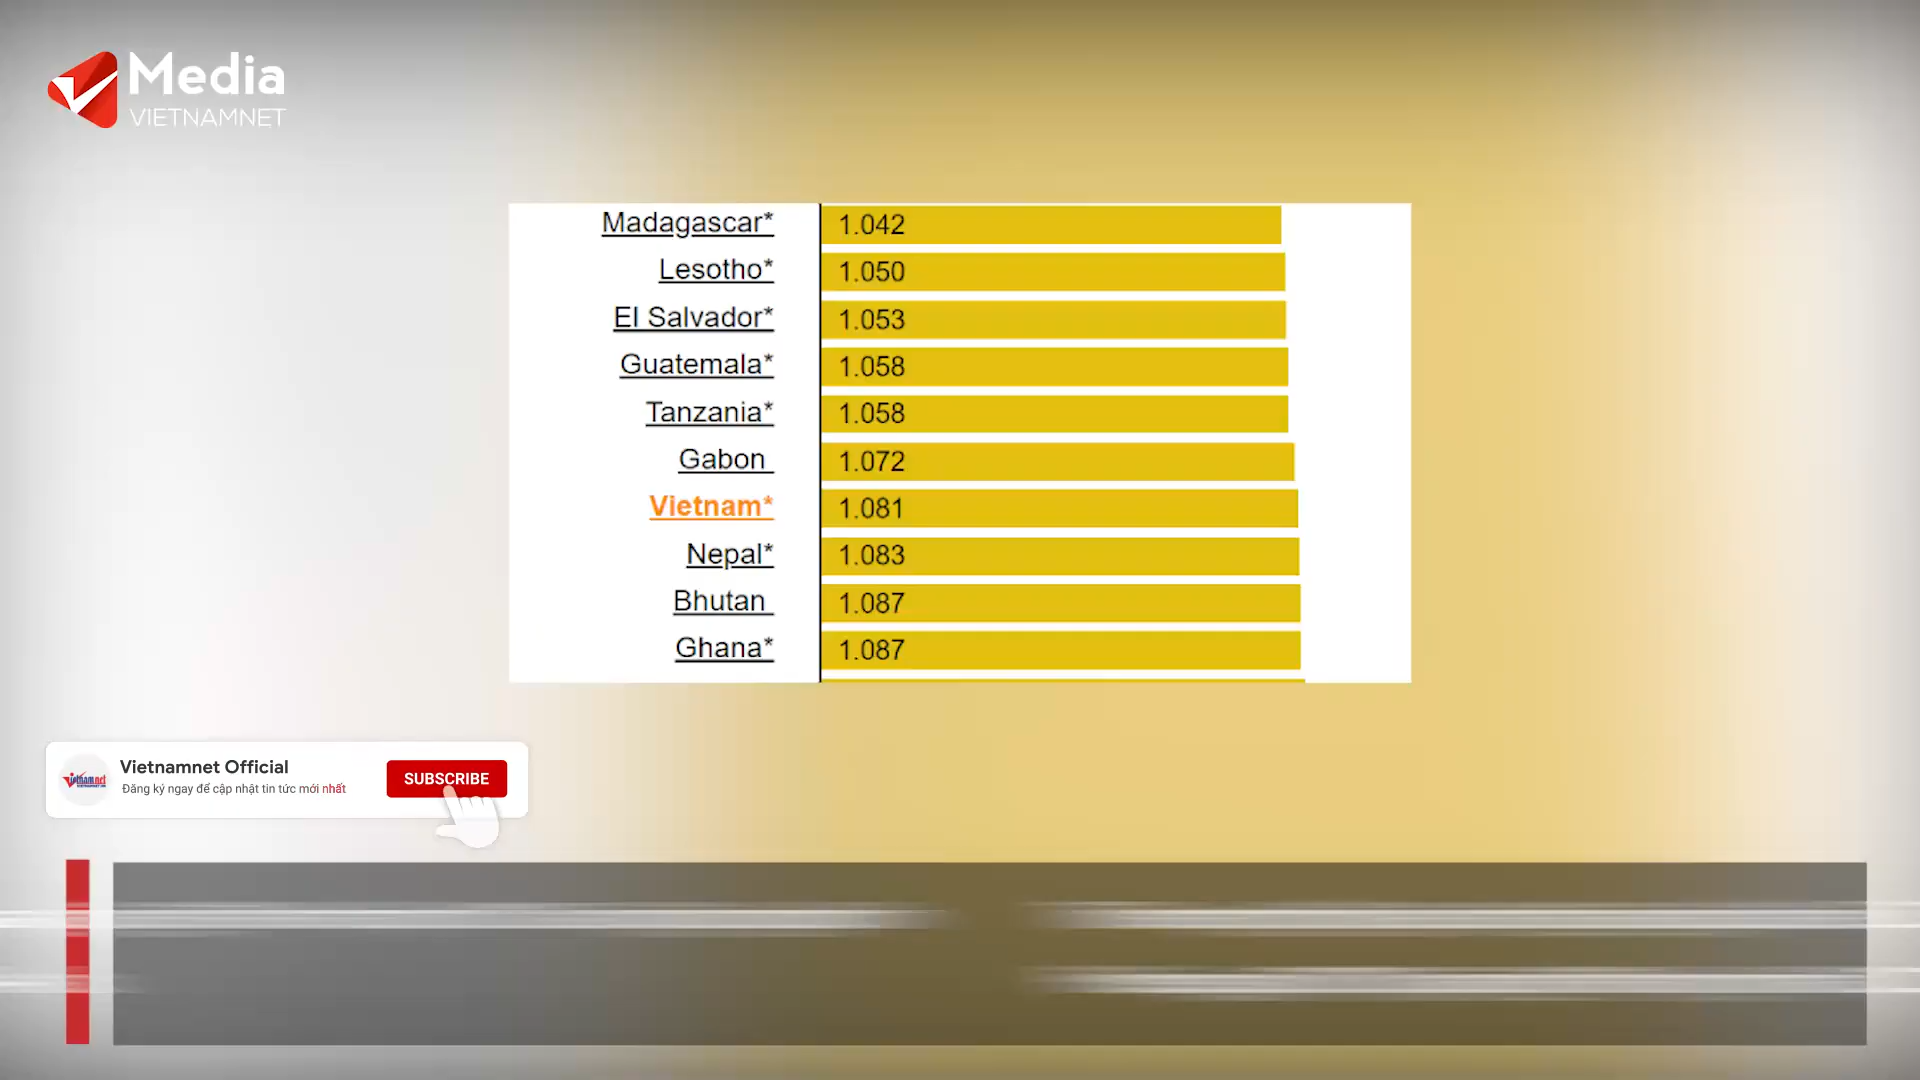 Media
VIETNAMNET
Madagascar* 1.042
Lesotho* 1.050
El Salvador* 1.053
Guatemala* 1.058
Tanzania* 1.058
Gabon 1.072
Vietnam* 1.081
Nepal* 1.083
Bhutan 1.087
Ghana* 1.087
Vietnamnet Official
Đăng ký ngay để cập nhật tin tức mới nhất
SUBSCRIBE
vietnamnet